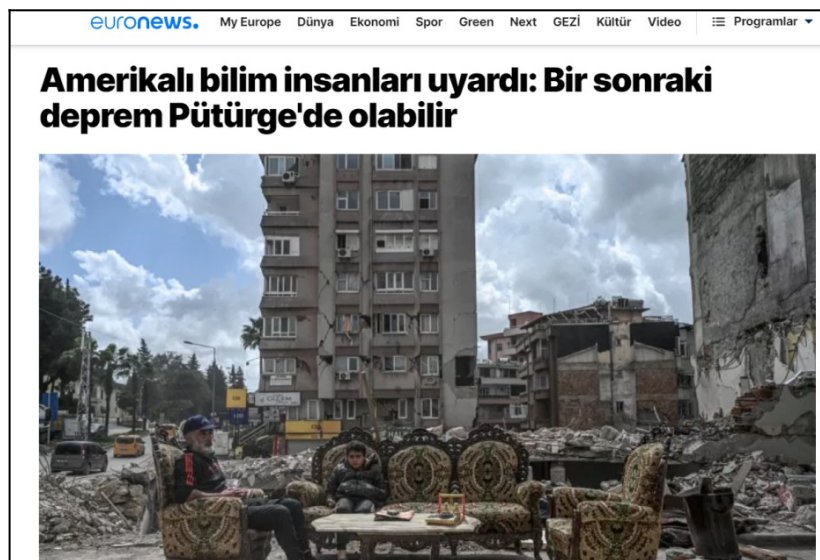 euronews.
My Europe Dünya Ekonomi Spor Green Next GEZİ Kültür Video Programlar
Amerikalı bilim insanları uyardı: Bir sonraki
deprem Pütürge'de olabilir